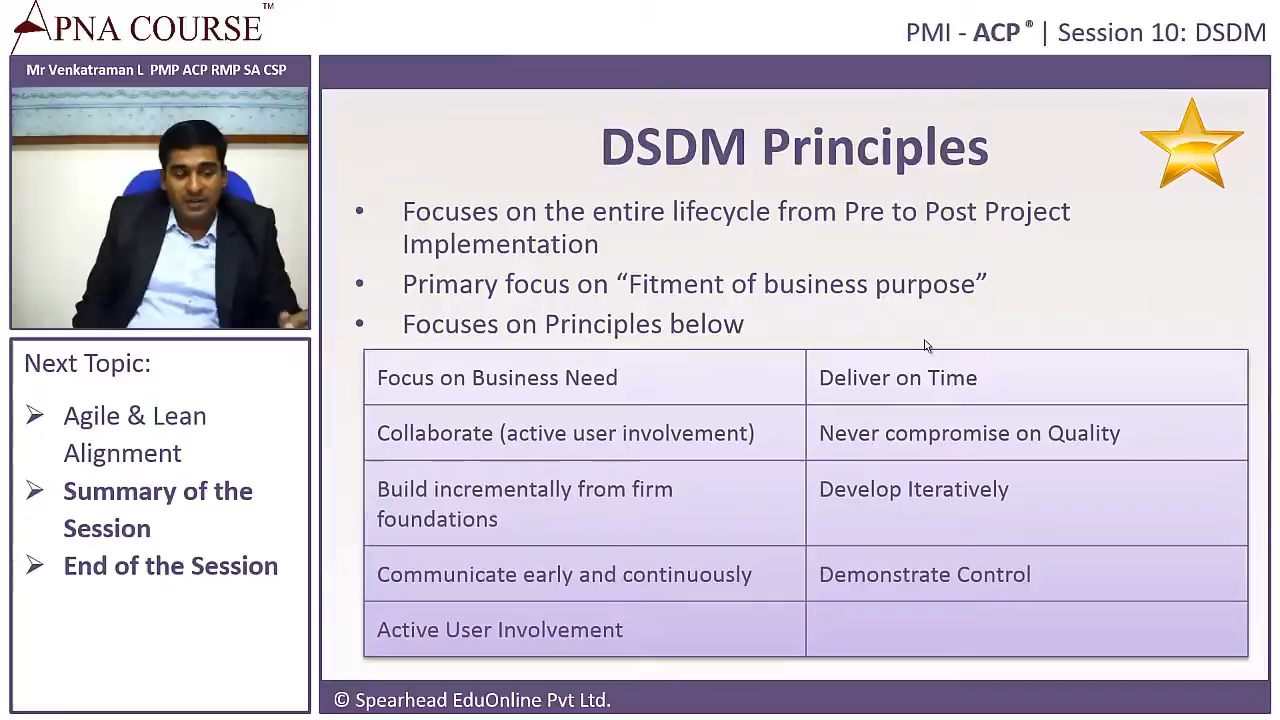 APNA COURSE™
PMI - ACP® | Session 10: DSDM
Mr Venkatraman L PMP ACP RMP SA CSP
Next Topic:
Agile & Lean
Alignment
Summary of the
Session
End of the Session
DSDM Principles
• Focuses on the entire lifecycle from Pre to Post Project
Implementation
• Primary focus on “Fitment of business purpose”
• Focuses on Principles below
Focus on Business Need
Deliver on Time
Collaborate (active user involvement)
Never compromise on Quality
Build incrementally from firm
foundations
Develop Iteratively
Communicate early and continuously
Demonstrate Control
Active User Involvement
© Spearhead EduOnline Pvt Ltd.